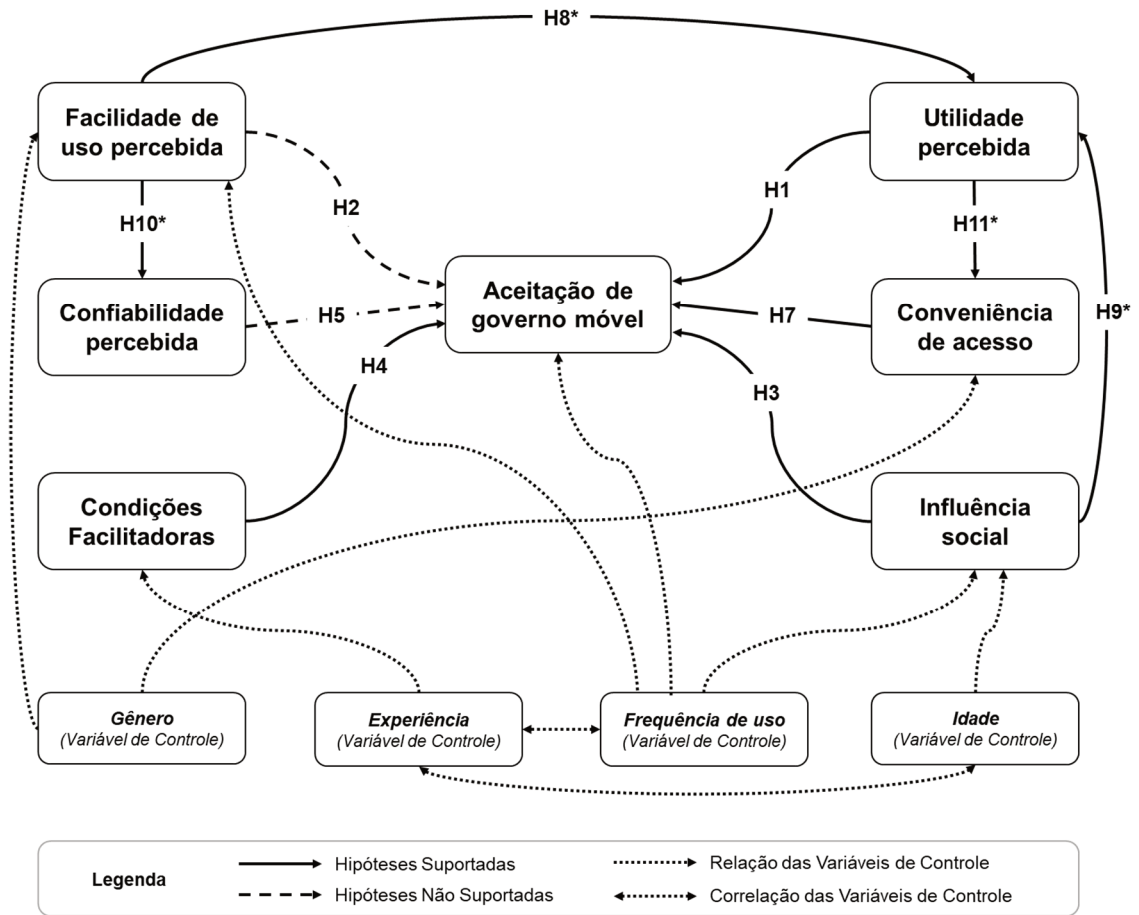 H8*
Facilidade de
uso percebida
Utilidade
percebida
H2
H1
H10*
H11*
Aceitação de
governo móvel
Confiabilidade
percebida
H5
H7
Conveniência
de acesso
H9*
H4
H3
Condições
Facilitadoras
Influência
social
Gênero
(Variável de Controle)
Experiência
(Variável de Controle)
Frequência de uso
(Variável de Controle)
Idade
(Variável de Controle)
Legenda
Hipóteses Suportadas
Hipóteses Não Suportadas
Relação das Variáveis de Controle
Correlação das Variáveis de Controle